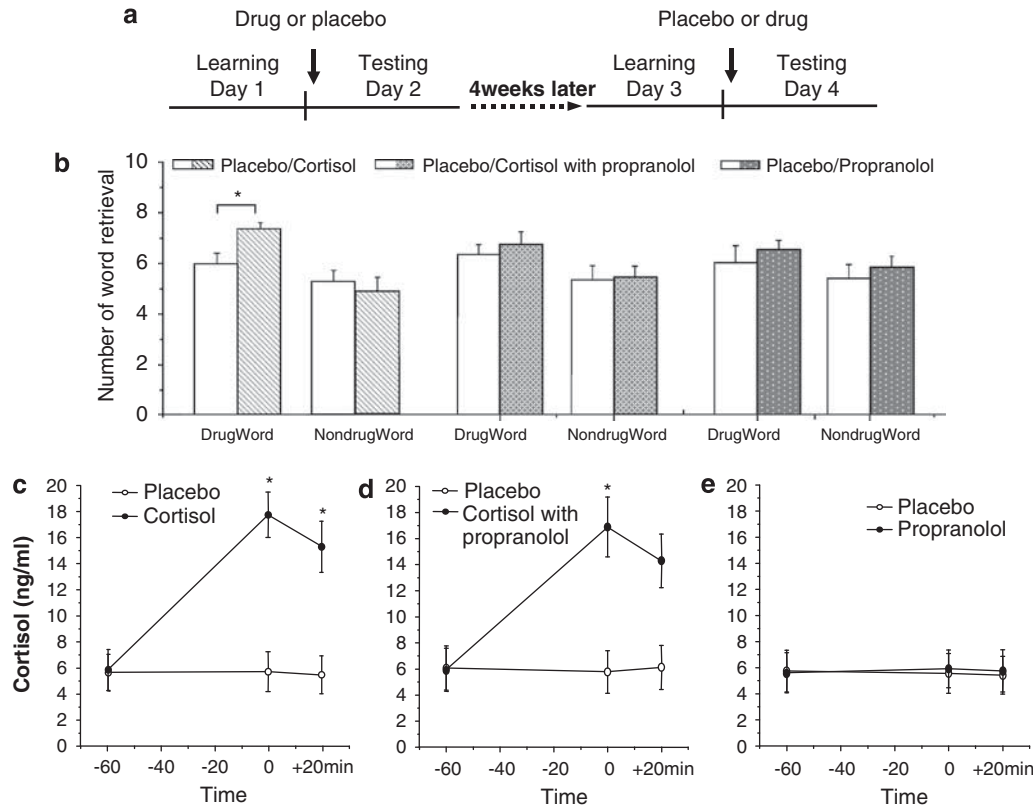 a
Drug or placebo
Placebo or drug
Learning
Day 1
Testing
Day 2
4weeks later
Learning
Day 3
Testing
Day 4
b
Number of word retrieval
10
8
6
4
2
0
Placebo/Cortisol
Placebo/Cortisol with propranolol
Placebo/Propranolol
*
DrugWord
NondrugWord
DrugWord
NondrugWord
DrugWord
NondrugWord
c
Cortisol (ng/ml)
20
18
16
14
12
10
8
6
4
2
0
Placebo
Cortisol
*
*
-60
-40
-20
0
+20min
Time
d
20
18
16
14
12
10
8
6
4
2
0
Placebo
Cortisol with
propranolol
*
-60
-40
-20
0
+20min
Time
e
20
18
16
14
12
10
8
6
4
2
0
Placebo
Propranolol
-60
-40
-20
0
+20min
Time